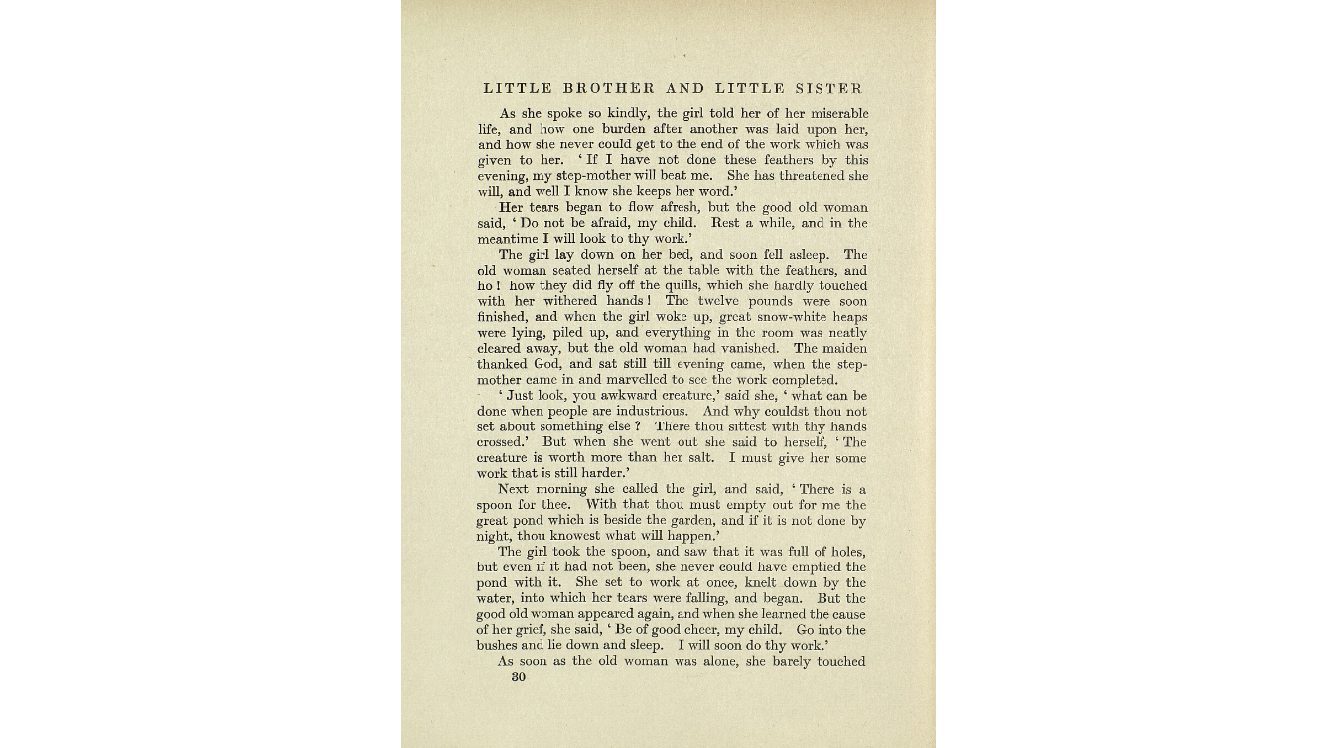 LITTLE BROTHER AND LITTLE SISTER
As she spoke so kindly, the girl told her of her miserable
life, and how one burden after another was laid upon her,
and how she never could get to the end of the work which was
given to her. ‘ If I have not done these feathers by this
evening, my step-mother will beat me. She has threatened she
will, and well I know she keeps her word.’
Her tears began to flow afresh, but the good old woman
said, ‘ Do not be afraid, my child. Rest a while, and in the
meantime I will look to thy work.’
The girl lay down on her bed, and soon fell asleep. The
old woman seated herself at the table with the feathers, and
ho ! how they did fly off the quills, which she hardly touched
with her withered hands ! The twelve pounds were soon
finished, and when the girl woke up, great snow-white heaps
were lying, piled up, and everything in the room was neatly
cleared away, but the old woman had vanished. The maiden
thanked God, and sat still till evening came, when the step-
mother came in and marvelled to see the work completed.
‘ Just look, you awkward creature,’ said she, ‘ what can be
done when people are industrious. And why couldst thou not
set about something else ? There thou sittest with thy hands
crossed.’ But when she went out she said to herself, ‘ The
creature is worth more than her salt. I must give her some
work that is still harder.’
Next morning she called the girl, and said, ‘ There is a
spoon for thee. With that thou must empty out for me the
great pond which is beside the garden, and if it is not done by
night, thou knowest what will happen.’
The girl took the spoon, and saw that it was full of holes,
but even if it had not been, she never could have emptied the
pond with it. She set to work at once, knelt down by the
water, into which her tears were falling, and began. But the
good old woman appeared again, and when she learned the cause
of her grief, she said, ‘ Be of good cheer, my child. Go into the
bushes and lie down and sleep. I will soon do thy work.’
As soon as the old woman was alone, she barely touched
30